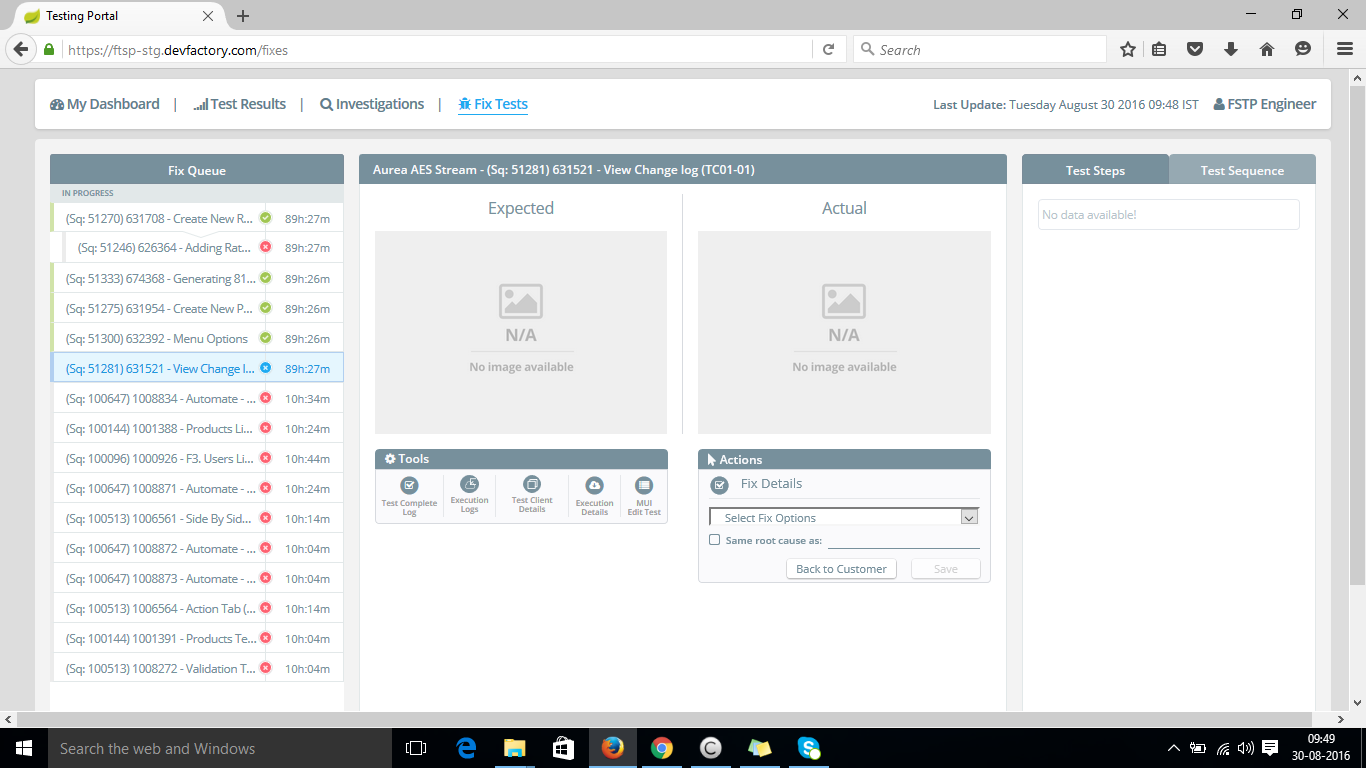 Testing Portal
https://ftsp-stg.devfactory.com/fixes
Search
My Dashboard | Test Results | Investigations | Fix Tests
Last Update: Tuesday August 30 2016 09:48 IST
FSTP Engineer
Fix Queue
IN PROGRESS
(Sq: 51270) 631708 - Create New R... 89h:27m
(Sq: 51246) 626364 - Adding Rat... 89h:27m
(Sq: 51333) 674368 - Generating 81... 89h:26m
(Sq: 51275) 631954 - Create New P... 89h:26m
(Sq: 51300) 632392 - Menu Options 89h:26m
(Sq: 51281) 631521 - View Change l... 89h:27m
(Sq: 100647) 1008834 - Automate - ... 10h:34m
(Sq: 100144) 1001388 - Products Li... 10h:24m
(Sq: 100096) 1000926 - F3. Users Li... 10h:44m
(Sq: 100647) 1008871 - Automate - ... 10h:24m
(Sq: 100513) 1006561 - Side By Sid... 10h:14m
(Sq: 100647) 1008872 - Automate - ... 10h:04m
(Sq: 100647) 1008873 - Automate - ... 10h:04m
(Sq: 100513) 1006564 - Action Tab (... 10h:14m
(Sq: 100144) 1001391 - Products Te... 10h:04m
(Sq: 100513) 1008272 - Validation T... 10h:04m
Aurea AES Stream - (Sq: 51281) 631521 - View Change log (TC01-01)
Expected
N/A
No image available
Actual
N/A
No image available
Tools
Test Complete
Log
Execution
Logs
Test Client
Details
Execution
Details
MUI
Edit Test
Actions
Fix Details
Select Fix Options
Same root cause as:
Back to Customer
Save
Test Steps
Test Sequence
No data available!
Search the web and Windows
09:49
30-08-2016